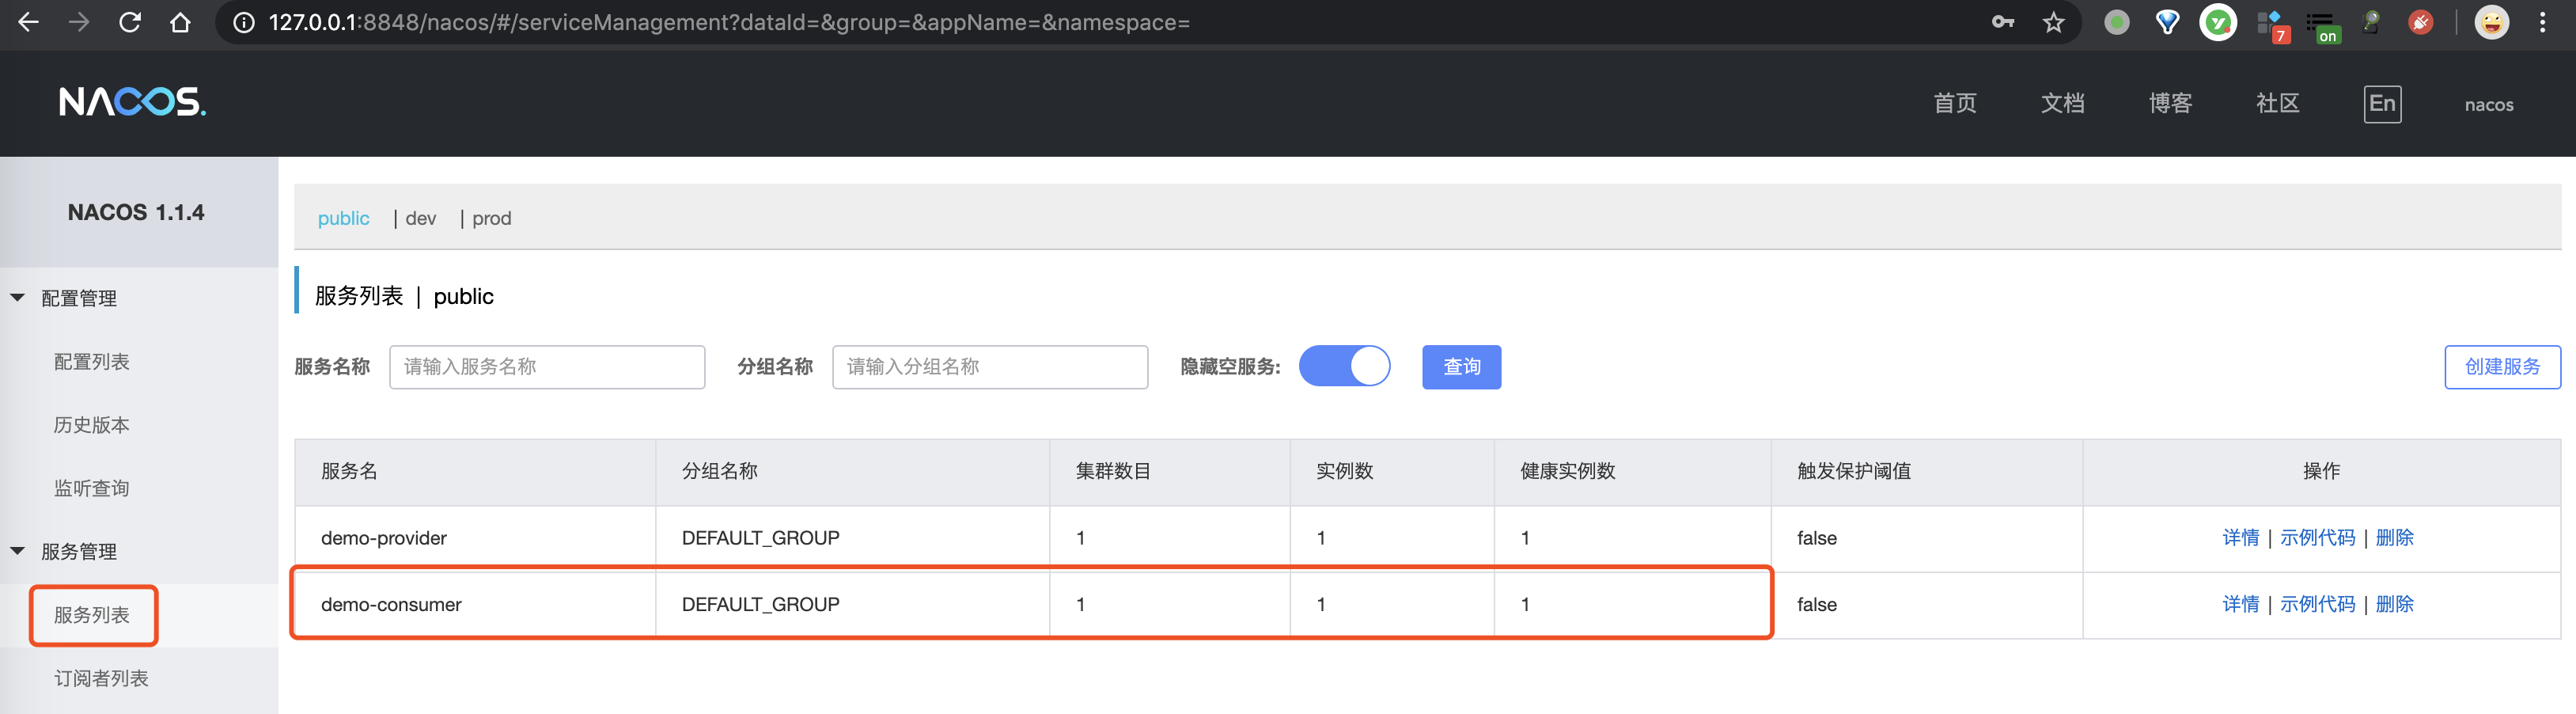 127.0.0.1:8848/nacos/#/serviceManagement?dataId=&group=&appName=&namespace=
7
on
NACOS.
首页
文档
博客
社区
En
nacos
NACOS 1.1.4
public | dev | prod
配置管理
服务列表 | public
配置列表
服务名称 请输入服务名称 分组名称 请输入分组名称 隐藏空服务: 查询 创建服务
历史版本
服务名 分组名称 集群数目 实例数 健康实例数 触发保护阈值 操作
监听查询
demo-provider DEFAULT_GROUP 1 1 1 false 详情 | 示例代码 | 删除
服务管理
demo-consumer DEFAULT_GROUP 1 1 1 false 详情 | 示例代码 | 删除
服务列表
订阅者列表